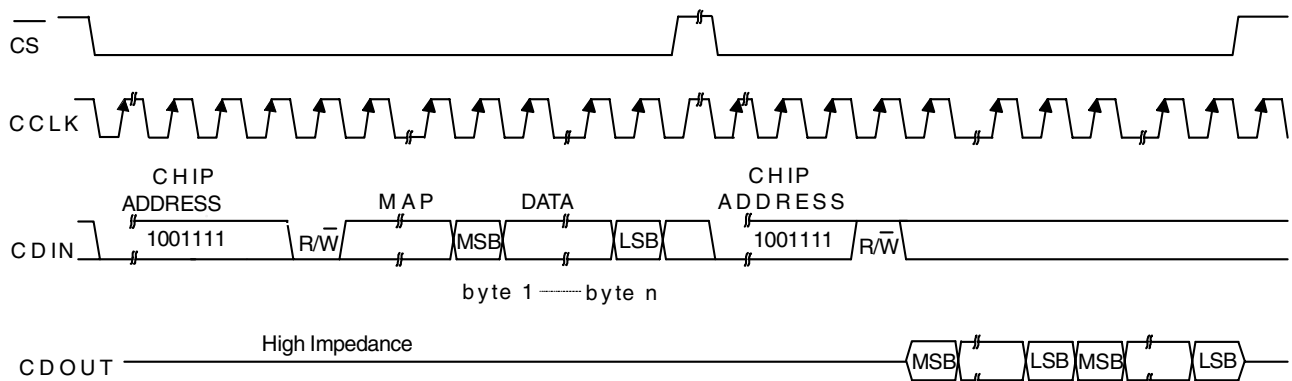 CS
CCLK
CHIP
ADDRESS
MAP
DATA
CHIP
ADDRESS
CDIN
1001111
R/W
MSB
LSB
1001111
R/W
byte 1 byte n
High Impedance
CDOUT
MSB
LSB
MSB
LSB